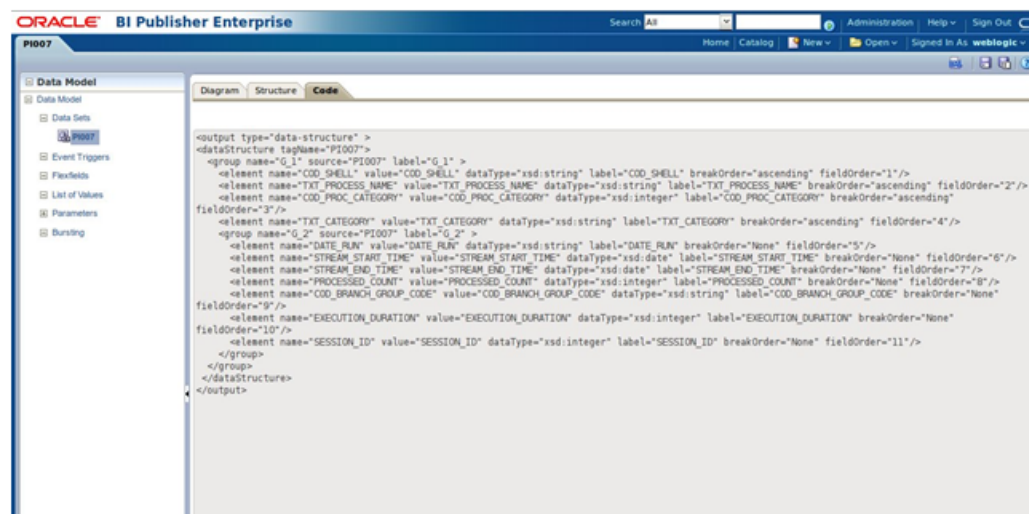 ORACLE BI Publisher Enterprise
Search All
Administration Help Sign Out
PI007
Home Catalog New Open Signed In As weblogic
Data Model
Data Model
Data Sets
PI007
Event Triggers
Flexfields
List of Values
Parameters
Bursting
Diagram Structure Code
<output type="data-structure" >
<dataStructure tagName="PI007">
<group name="G_1" source="PI007" label="G_1" >
<element name="COD_SHELL" value="COD_SHELL" dataType="xsd:string" label="COD_SHELL" breakOrder="ascending" fieldOrder="1"/>
<element name="TXT_PROCESS_NAME" value="TXT_PROCESS_NAME" dataType="xsd:string" label="TXT_PROCESS_NAME" breakOrder="ascending" fieldOrder="2"/>
<element name="COD_PROC_CATEGORY" value="COD_PROC_CATEGORY" dataType="xsd:integer" label="COD_PROC_CATEGORY" breakOrder="ascending"
fieldOrder="3"/>
<element name="TXT_CATEGORY" value="TXT_CATEGORY" dataType="xsd:string" label="TXT_CATEGORY" breakOrder="ascending" fieldOrder="4"/>
<group name="G_2" source="PI007" label="G_2" >
<element name="DATE_RUN" value="DATE_RUN" dataType="xsd:string" label="DATE_RUN" breakOrder="None" fieldOrder="5"/>
<element name="STREAM_START_TIME" value="STREAM_START_TIME" dataType="xsd:date" label="STREAM_START_TIME" breakOrder="None" fieldOrder="6"/>
<element name="STREAM_END_TIME" value="STREAM_END_TIME" dataType="xsd:date" label="STREAM_END_TIME" breakOrder="None" fieldOrder="7"/>
<element name="PROCESSED_COUNT" value="PROCESSED_COUNT" dataType="xsd:integer" label="PROCESSED_COUNT" breakOrder="None" fieldOrder="8"/>
<element name="COD_BRANCH_GROUP_CODE" value="COD_BRANCH_GROUP_CODE" dataType="xsd:string" label="COD_BRANCH_GROUP_CODE" breakOrder="None"
fieldOrder="9"/>
<element name="EXECUTION_DURATION" value="EXECUTION_DURATION" dataType="xsd:integer" label="EXECUTION_DURATION" breakOrder="None"
fieldOrder="10"/>
<element name="SESSION_ID" value="SESSION_ID" dataType="xsd:integer" label="SESSION_ID" breakOrder="None" fieldOrder="11"/>
</group>
</group>
</dataStructure>
</output>